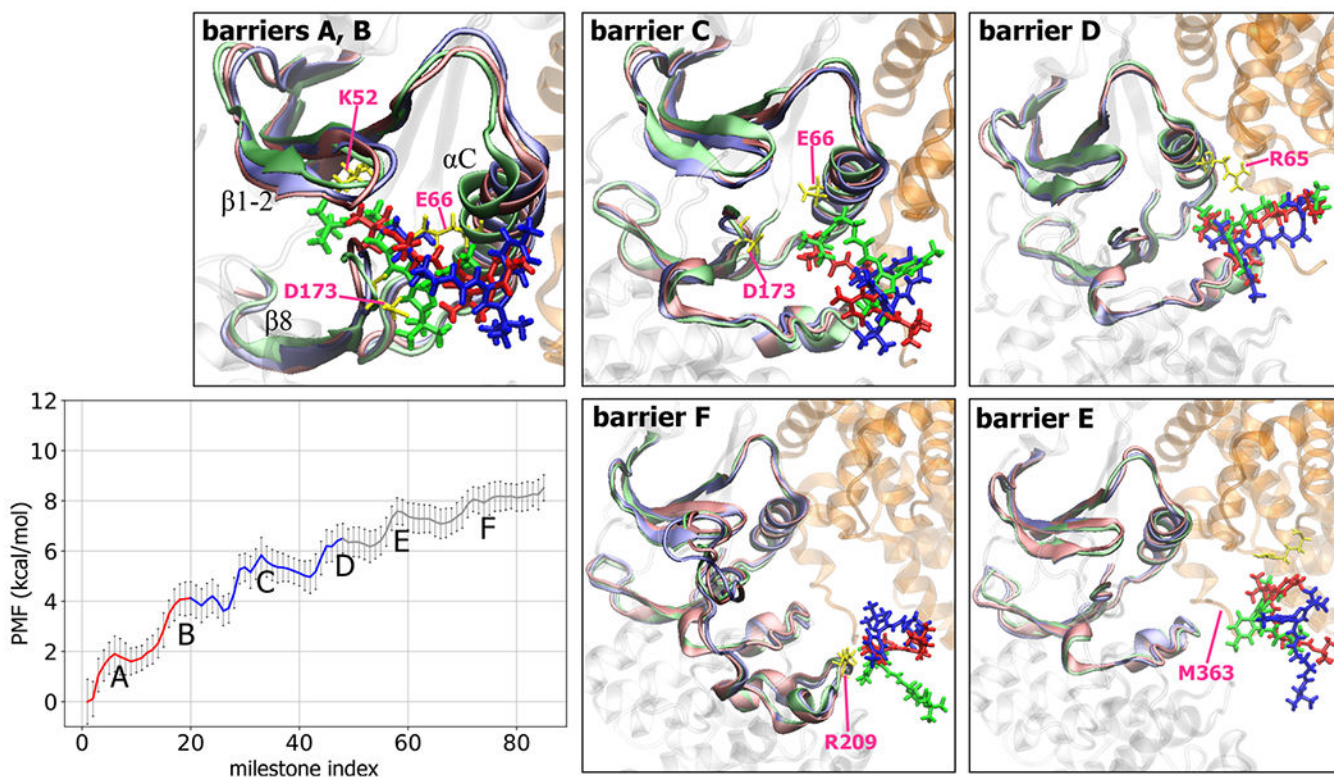 barriers A, B
K52
αC
β1-2
E66
D173
β8
barrier C
E66
D173
barrier D
R65
PMF (kcal/mol)
12
10
8
6
4
2
0
A
B
C
D
E
F
0
20
40
60
80
milestone index
barrier F
R209
barrier E
M363